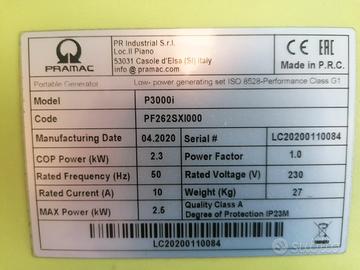 PRAMAC
PR Industrial S.r.l.
Loc.Il Piano
53031 Casole d'Elsa (SI) Italy
info@pramac.com
CE EAC
Made in P.R.C.
Portable Generator Low- power generating set ISO 8528-Performance Class G1
Model P3000i
Code PF262SXI000
Manufacturing Date 04.2020 Serial# LC20200110084
COP Power (kW) 2.3 Power Factor 1.0
Rated Frequency (Hz) 50 Rated Voltage (V) 230
Rated Current (A) 10 Weight (Kg) 27
MAX Power (kW) 2.5 Quality Class A
Degree of Protection IP23M
LC20200110084
subito